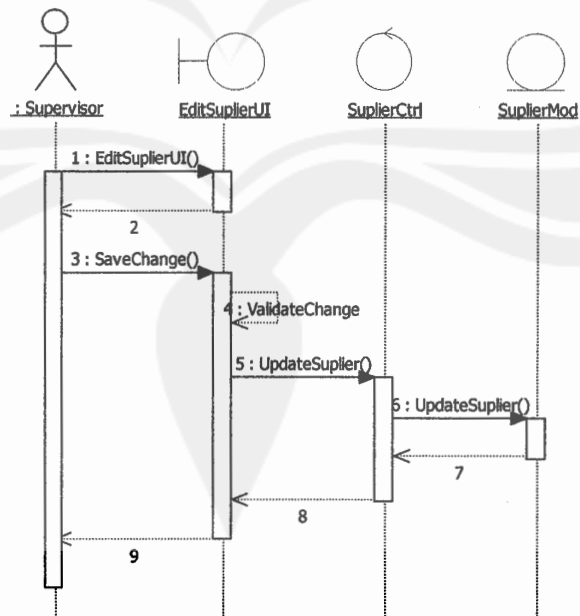 : Supervisor EditSuplierUI SuplierCtrl SuplierMod
1 : EditSuplierUI()
2
3 : SaveChange()
4 : ValidateChange
5 : UpdateSuplier()
6 : UpdateSuplier()
7
8
9